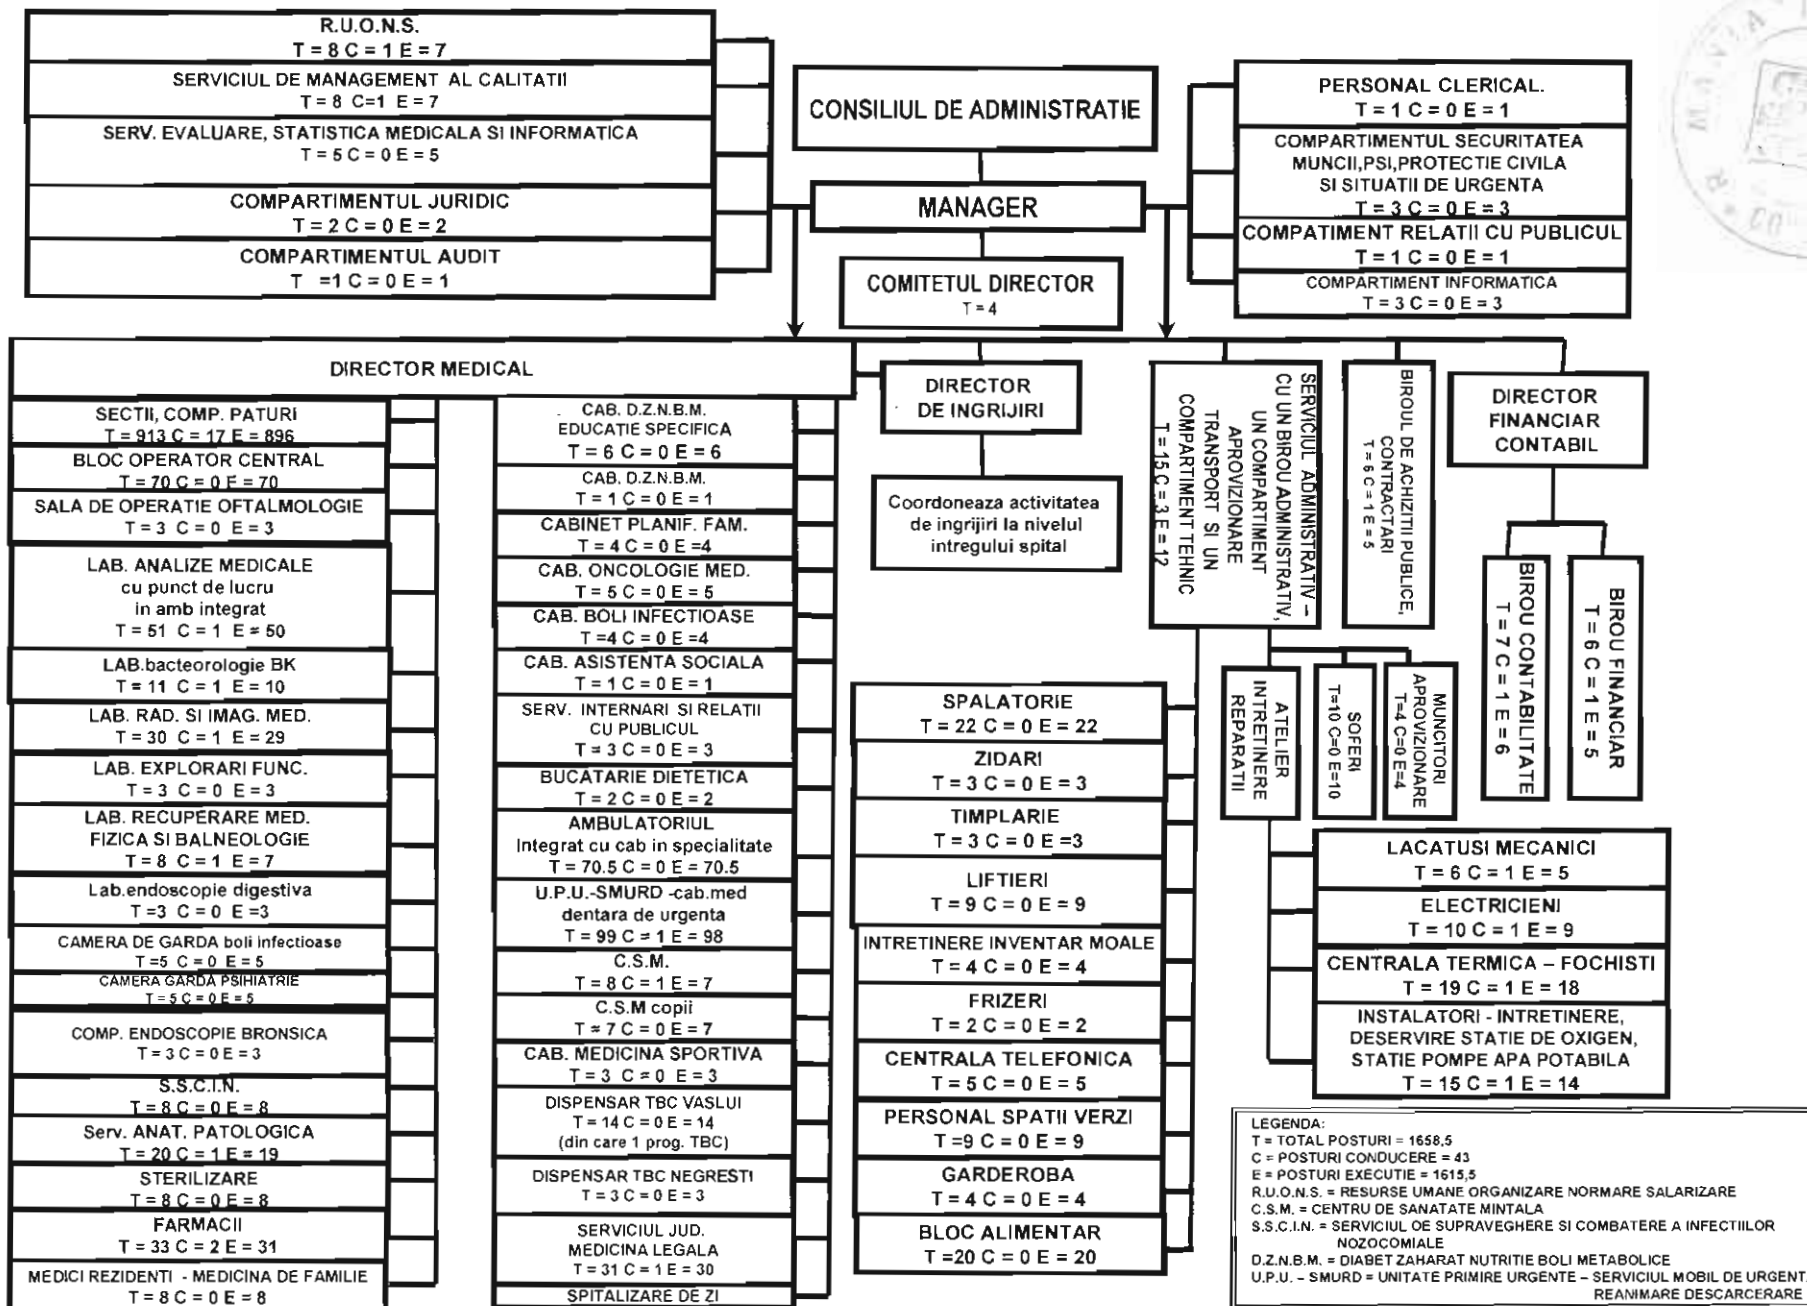 R.U.O.N.S.
T = 8 C = 1 E = 7
SERVICIUL DE MANAGEMENT AL CALITATII
T = 8 C=1 E = 7
SERV. EVALUARE, STATISTICA MEDICALA SI INFORMATICA
T = 5 C = 0 E = 5
COMPARTIMENTUL JURIDIC
T = 2 C = 0 E = 2
COMPARTIMENTUL AUDIT
T =1 C = 0 E = 1
CONSILIUL DE ADMINISTRATIE
MANAGER
COMITETUL DIRECTOR
T = 4
PERSONAL CLERICAL.
T = 1 C = 0 E = 1
COMPARTIMENTUL SECURITATEA
MUNCII,PSI,PROTECTIE CIVILA
SI SITUATII DE URGENTA
T = 3 C = 0 E = 3
COMPATIMENT RELATII CU PUBLICUL
T = 1 C = 0 E = 1
COMPARTIMENT INFORMATICA
T = 3 C = 0 E = 3
DIRECTOR MEDICAL
SECTII, COMP. PATURI
T = 913 C = 17 E = 896
BLOC OPERATOR CENTRAL
T = 70 C = 0 E = 70
SALA DE OPERATIE OFTALMOLOGIE
T = 3 C = 0 E = 3
LAB. ANALIZE MEDICALE
cu punct de lucru
in amb integrat
T = 51 C = 1 E = 50
LAB.bacteorologie BK
T = 11 C = 1 E = 10
LAB. RAD. SI IMAG. MED.
T = 30 C = 1 E = 29
LAB. EXPLORARI FUNC.
T = 3 C = 0 E = 3
LAB. RECUPERARE MED.
FIZICA SI BALNEOLOGIE
T = 8 C = 1 E = 7
Lab.endoscopie digestiva
T =3 C = 0 E =3
CAMERA DE GARDA boli infectioase
T =5 C = 0 E = 5
CAMERA GARDA PSIHIATRIE
T = 5 C = 0 E = 5
COMP. ENDOSCOPIE BRONSICA
T = 3 C = 0 E = 3
S.S.C.I.N.
T = 8 C = 0 E = 8
Serv. ANAT. PATOLOGICA
T = 20 C = 1 E = 19
STERILIZARE
T = 8 C = 0 E = 8
FARMACII
T = 33 C = 2 E = 31
MEDICI REZIDENTI - MEDICINA DE FAMILIE
T = 8 C = 0 E = 8
CAB. D.Z.N.B.M.
EDUCATIE SPECIFICA
T = 6 C = 0 E = 6
CAB. D.Z.N.B.M.
T = 1 C = 0 E = 1
CABINET PLANIF. FAM.
T = 4 C = 0 E =4
CAB. ONCOLOGIE MED.
T = 5 C = 0 E = 5
CAB. BOLI INFECTIOASE
T =4 C = 0 E =4
CAB. ASISTENTA SOCIALA
T = 1 C = 0 E = 1
SERV. INTERNARI SI RELATII
CU PUBLICUL
T = 3 C = 0 E = 3
BUCATARIE DIETETICA
T = 2 C = 0 E = 2
AMBULATORIUL
Integrat cu cab in specialitate
T = 70.5 C = 0 E = 70.5
U.P.U.-SMURD -cab.med
dentara de urgenta
T = 99 C = 1 E = 98
C.S.M.
T = 8 C = 1 E = 7
C.S.M copii
T = 7 C = 0 E = 7
CAB. MEDICINA SPORTIVA
T = 3 C = 0 E = 3
DISPENSAR TBC VASLUI
T = 14 C = 0 E = 14
(din care 1 prog. TBC)
DISPENSAR TBC NEGRESTI
T = 3 C = 0 E = 3
SERVICIUL JUD.
MEDICINA LEGALA
T = 31 C = 1 E = 30
SPITALIZARE DE ZI
DIRECTOR
DE INGRIJIRI
Coordoneaza activitatea
de ingrijiri la nivelul
intregului spital
SERVICIUL ADMINISTRATIV –
CU UN BIROU ADMINISTRATIV,
UN COMPARTIMENT
APROVIZIONARE
TRANSPORT SI UN
COMPARTIMENT TEHNIC
T = 15 C = 3 E = 12
BIROUL DE ACHIZITII PUBLICE,
CONTRACTARI
T = 6 C = 1 E = 5
DIRECTOR
FINANCIAR
CONTABIL
BIROU CONTABILITATE
T = 7 C = 1 E = 6
BIROU FINANCIAR
T = 6 C = 1 E = 5
ATELIER
INTRETINERE
REPARATII
SOFERI
T=10 C=0 E=10
MUNCITORI
APROVIZIONARE
T=4 C=0 E=4
SPALATORIE
T = 22 C = 0 E = 22
ZIDARI
T = 3 C = 0 E = 3
TIMPLARIE
T = 3 C = 0 E =3
LIFTIERI
T = 9 C = 0 E = 9
INTRETINERE INVENTAR MOALE
T = 4 C = 0 E = 4
FRIZERI
T = 2 C = 0 E = 2
CENTRALA TELEFONICA
T = 5 C = 0 E = 5
PERSONAL SPATII VERZI
T =9 C = 0 E = 9
GARDEROBA
T = 4 C = 0 E = 4
BLOC ALIMENTAR
T =20 C = 0 E = 20
LACATUSI MECANICI
T = 6 C = 1 E = 5
ELECTRICIENI
T = 10 C = 1 E = 9
CENTRALA TERMICA – FOCHISTI
T = 19 C = 1 E = 18
INSTALATORI - INTRETINERE,
DESERVIRE STATIE DE OXIGEN,
STATIE POMPE APA POTABILA
T = 15 C = 1 E = 14
LEGENDA:
T = TOTAL POSTURI = 1658,5
C = POSTURI CONDUCERE = 43
E = POSTURI EXECUTIE = 1615,5
R.U.O.N.S. = RESURSE UMANE ORGANIZARE NORMARE SALARIZARE
C.S.M. = CENTRU DE SANATATE MINTALA
S.S.C.I.N. = SERVICIUL DE SUPRAVEGHERE SI COMBATERE A INFECTIILOR
NOZOCOMIALE
D.Z.N.B.M. = DIABET ZAHARAT NUTRITIE BOLI METABOLICE
U.P.U. – SMURD = UNITATE PRIMIRE URGENTE – SERVICIUL MOBIL DE URGENT
REANIMARE DESCARCERARE